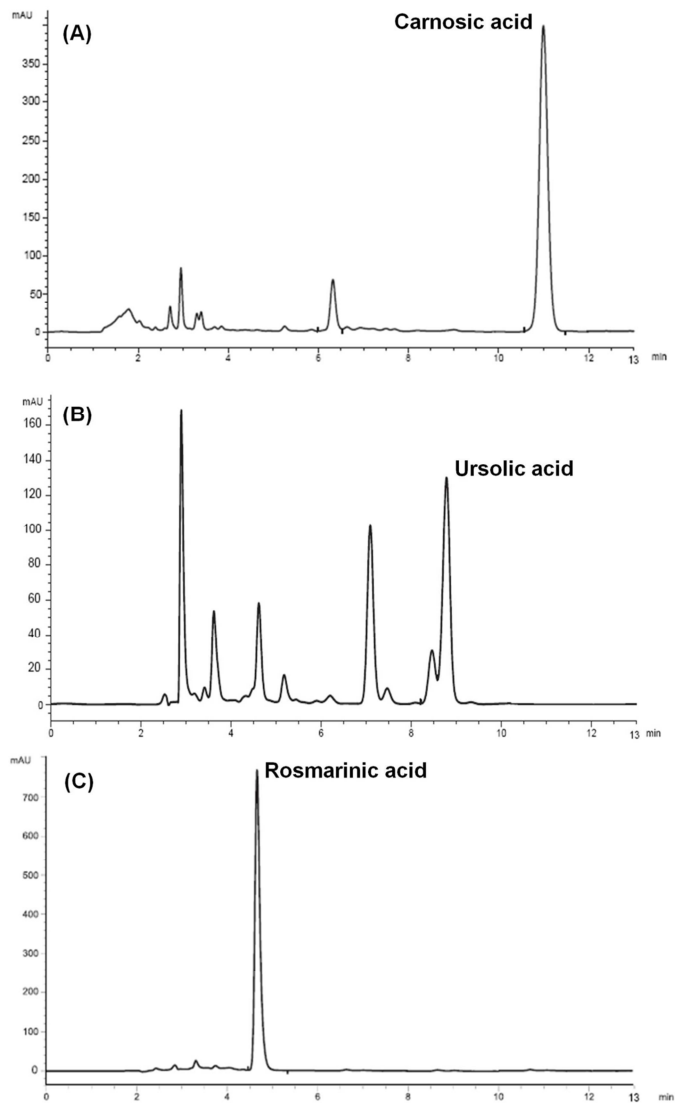 mAU
(A)
Carnosic acid
350
300
250
200
150
100
50
0
0 2 4 6 8 10 12 13 min
mAU
(B)
160
Ursolic acid
140
120
100
80
60
40
20
0
0 2 4 6 8 10 12 13 min
mAU
(C)
Rosmarinic acid
700
600
500
400
300
200
100
0
0 2 4 6 8 10 12 13 min